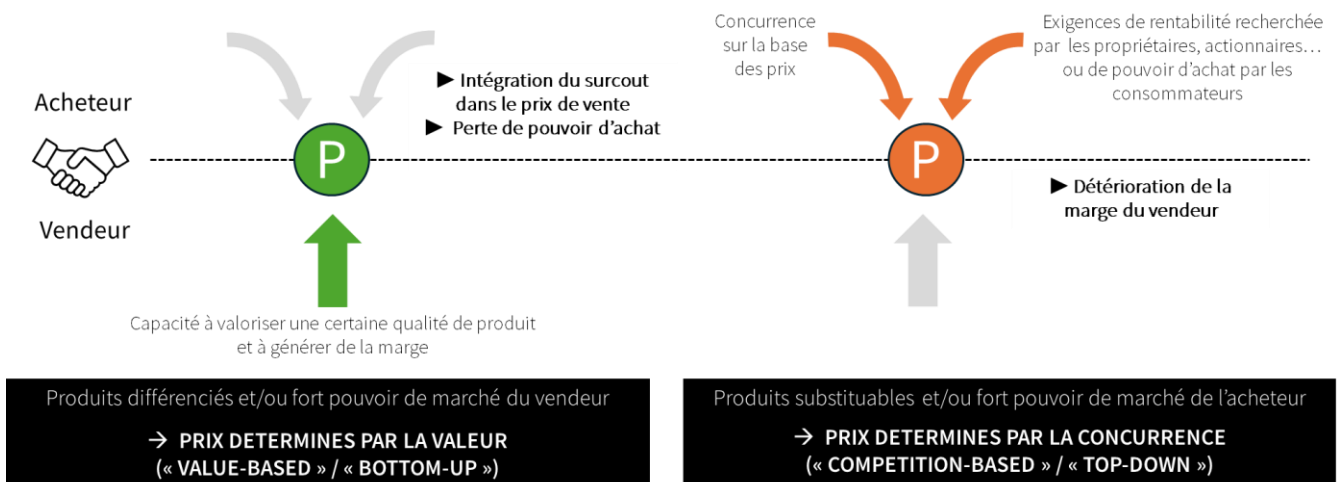 Acheteur
Vendeur
► Intégration du surcout
dans le prix de vente
► Perte de pouvoir d’achat
P
Capacité à valoriser une certaine qualité de produit
et à générer de la marge
Produits différenciés et/ou fort pouvoir de marché du vendeur
→ PRIX DETERMINES PAR LA VALEUR
(« VALUE-BASED » / « BOTTOM-UP »)
Concurrence
sur la base
des prix
Exigences de rentabilité recherchée
par les propriétaires, actionnaires…
ou de pouvoir d’achat par les
consommateurs
P
► Détérioration de la
marge du vendeur
Produits substituables et/ou fort pouvoir de marché de l’acheteur
→ PRIX DETERMINES PAR LA CONCURRENCE
(« COMPETITION-BASED » / « TOP-DOWN »)